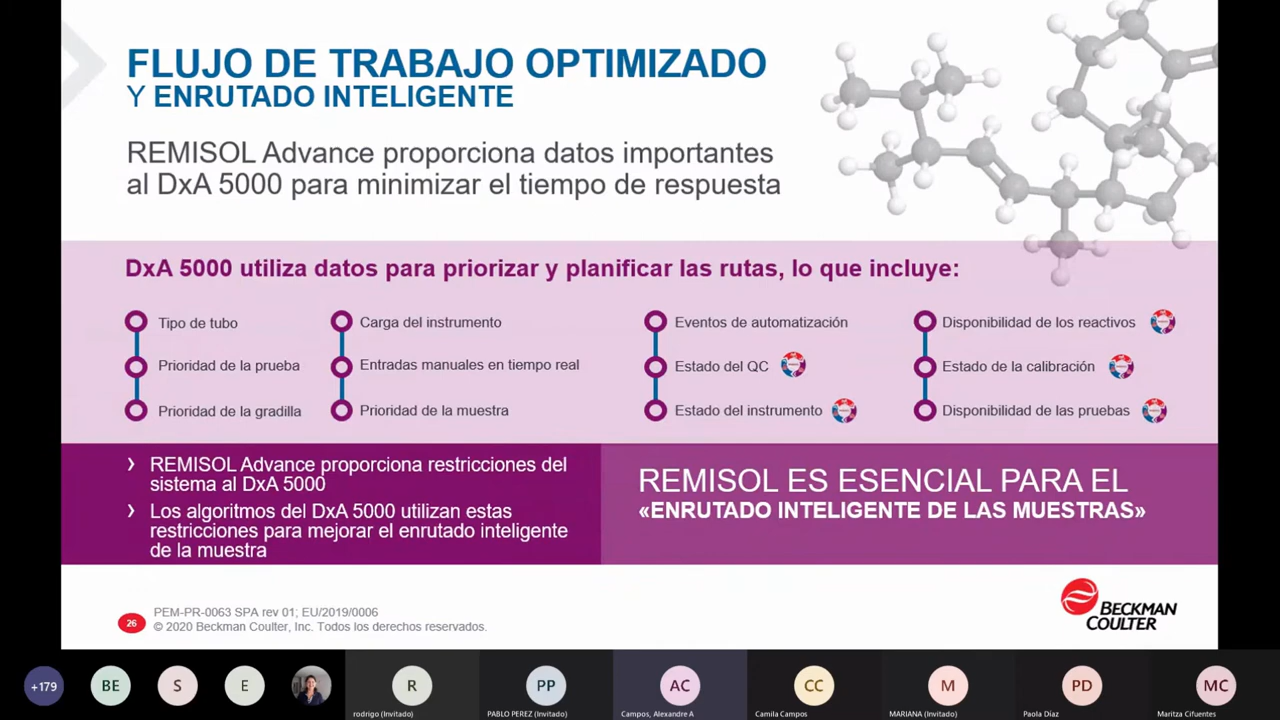 FLUJO DE TRABAJO OPTIMIZADO
Y ENRUTADO INTELIGENTE
REMISOL Advance proporciona datos importantes
al DxA 5000 para minimizar el tiempo de respuesta
DxA 5000 utiliza datos para priorizar y planificar las rutas, lo que incluye:
Tipo de tubo
Prioridad de la prueba
Prioridad de la gradilla
Carga del instrumento
Entradas manuales en tiempo real
Prioridad de la muestra
Eventos de automatización
Estado del QC
Estado del instrumento
Disponibilidad de los reactivos
Estado de la calibración
Disponibilidad de las pruebas
› REMISOL Advance proporciona restricciones del
sistema al DxA 5000
› Los algoritmos del DxA 5000 utilizan estas
restricciones para mejorar el enrutado inteligente
de la muestra
REMISOL ES ESENCIAL PARA EL
«ENRUTADO INTELIGENTE DE LAS MUESTRAS»
26
PEM-PR-0063 SPA rev 01; EU/2019/0006
© 2020 Beckman Coulter, Inc. Todos los derechos reservados.
BECKMAN
COULTER
+179
BE
S
E
R
rodrigo (Invitado)
PP
PABLO PEREZ (Invitado)
AC
Campos, Alexandre A
CC
Camila Campos
M
MARIANA (Invitado)
PD
Paola Díaz
MC
Maritza Cifuentes